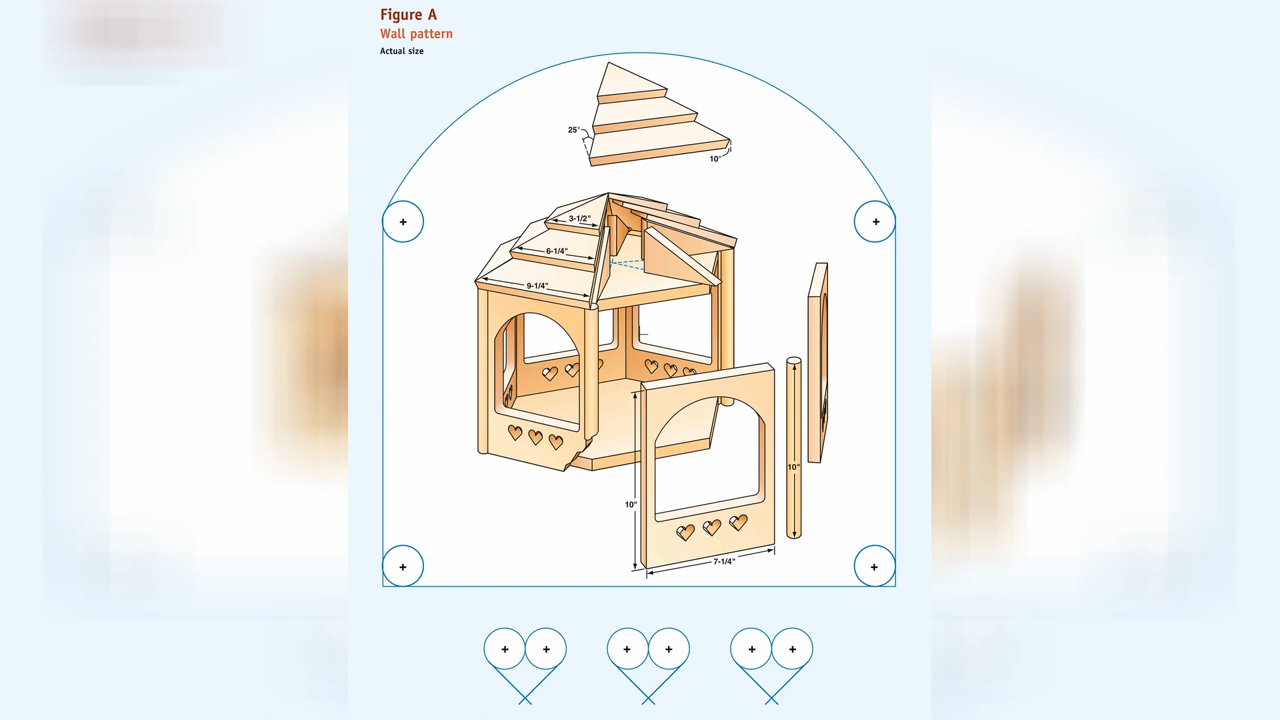 Figure A
Wall pattern
Actual size
25°
10°
3-1/2"
6-1/4"
9-1/4"
10"
10"
7-1/4"